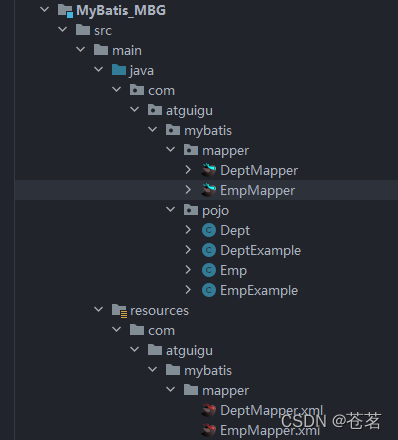 MyBatis_MBG
src
main
java
com
atguigu
mybatis
mapper
DeptMapper
EmpMapper
pojo
Dept
DeptExample
Emp
EmpExample
resources
com
atguigu
mybatis
mapper
DeptMapper.xml
EmpMapper.xml
CSDN @苍茗